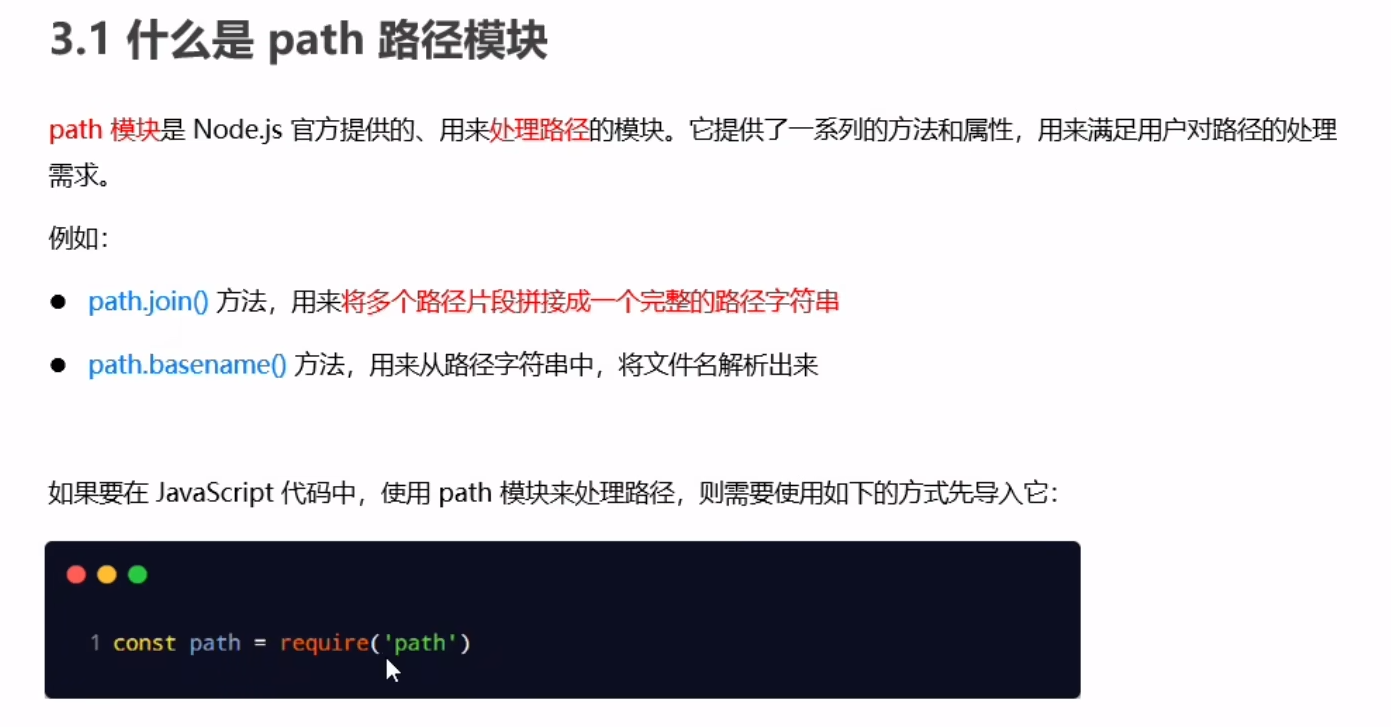 3.1 什么是 path 路径模块
path 模块是 Node.js 官方提供的、用来处理路径的模块。它提供了一系列的方法和属性，用来满足用户对路径的处理
需求。
例如：
● path.join() 方法，用来将多个路径片段拼接成一个完整的路径字符串
● path.basename() 方法，用来从路径字符串中，将文件名解析出来
如果要在 JavaScript 代码中，使用 path 模块来处理路径，则需要使用如下的方式先导入它：
1 const path = require('path')